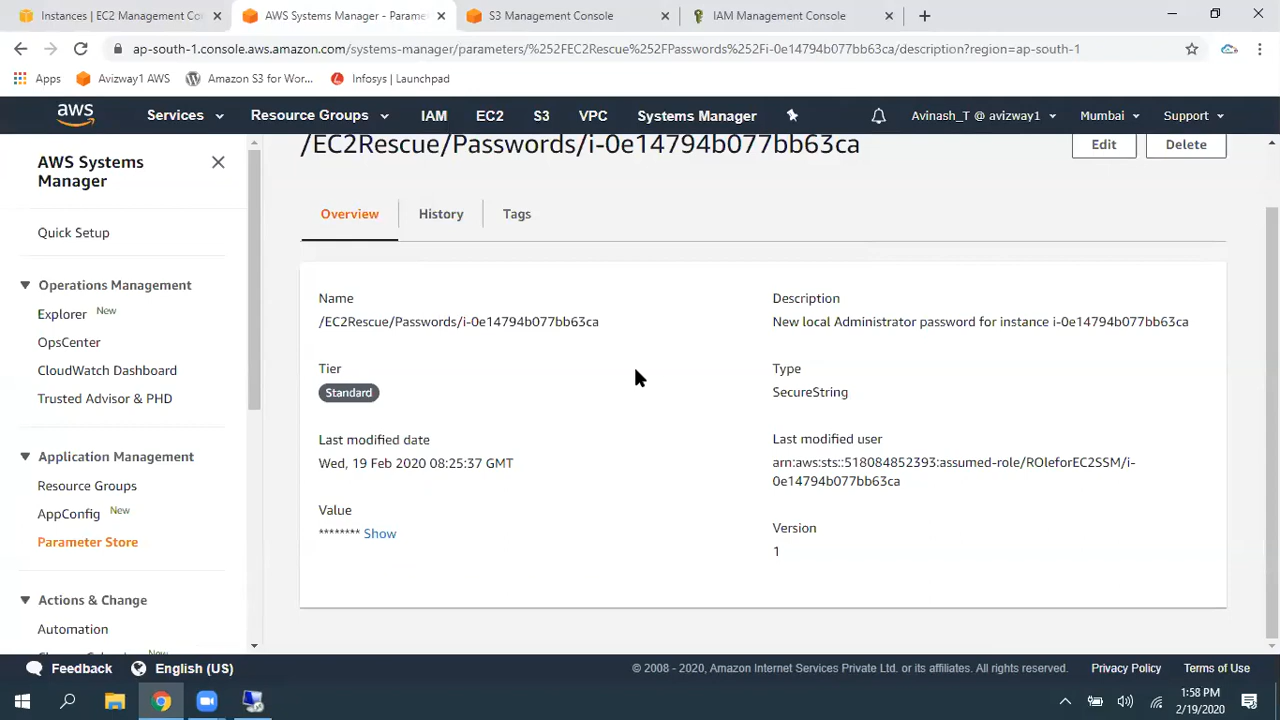 Instances | EC2 Management Co
AWS Systems Manager - Parame
S3 Management Console
IAM Management Console
ap-south-1.console.aws.amazon.com/systems-manager/parameters/%252FEC2Rescue%252FPasswords%252Fi-0e14794b077bb63ca/description?region=ap-south-1
Apps
Avizway1 AWS
Amazon S3 for Wor...
Infosys | Launchpad
aws
Services
Resource Groups
IAM
EC2
S3
VPC
Systems Manager
Avinash_T @ avizway1
Mumbai
Support
AWS Systems
Manager
Quick Setup
Operations Management
Explorer New
OpsCenter
CloudWatch Dashboard
Trusted Advisor & PHD
Application Management
Resource Groups
AppConfig New
Parameter Store
Actions & Change
Automation
/EC2Rescue/Passwords/i-0e14794b077bb63ca
Edit
Delete
Overview
History
Tags
Name
/EC2Rescue/Passwords/i-0e14794b077bb63ca
Description
New local Administrator password for instance i-0e14794b077bb63ca
Tier
Standard
Type
SecureString
Last modified date
Wed, 19 Feb 2020 08:25:37 GMT
Last modified user
arn:aws:sts::518084852393:assumed-role/ROleforEC2SSM/i-
0e14794b077bb63ca
Value
******** Show
Version
1
Feedback
English (US)
© 2008 - 2020, Amazon Internet Services Private Ltd. or its affiliates. All rights reserved.
Privacy Policy
Terms of Use
1:58 PM
2/19/2020